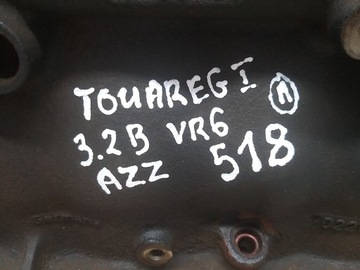 TOUAREG I
3.2B VR6
AZZ 518